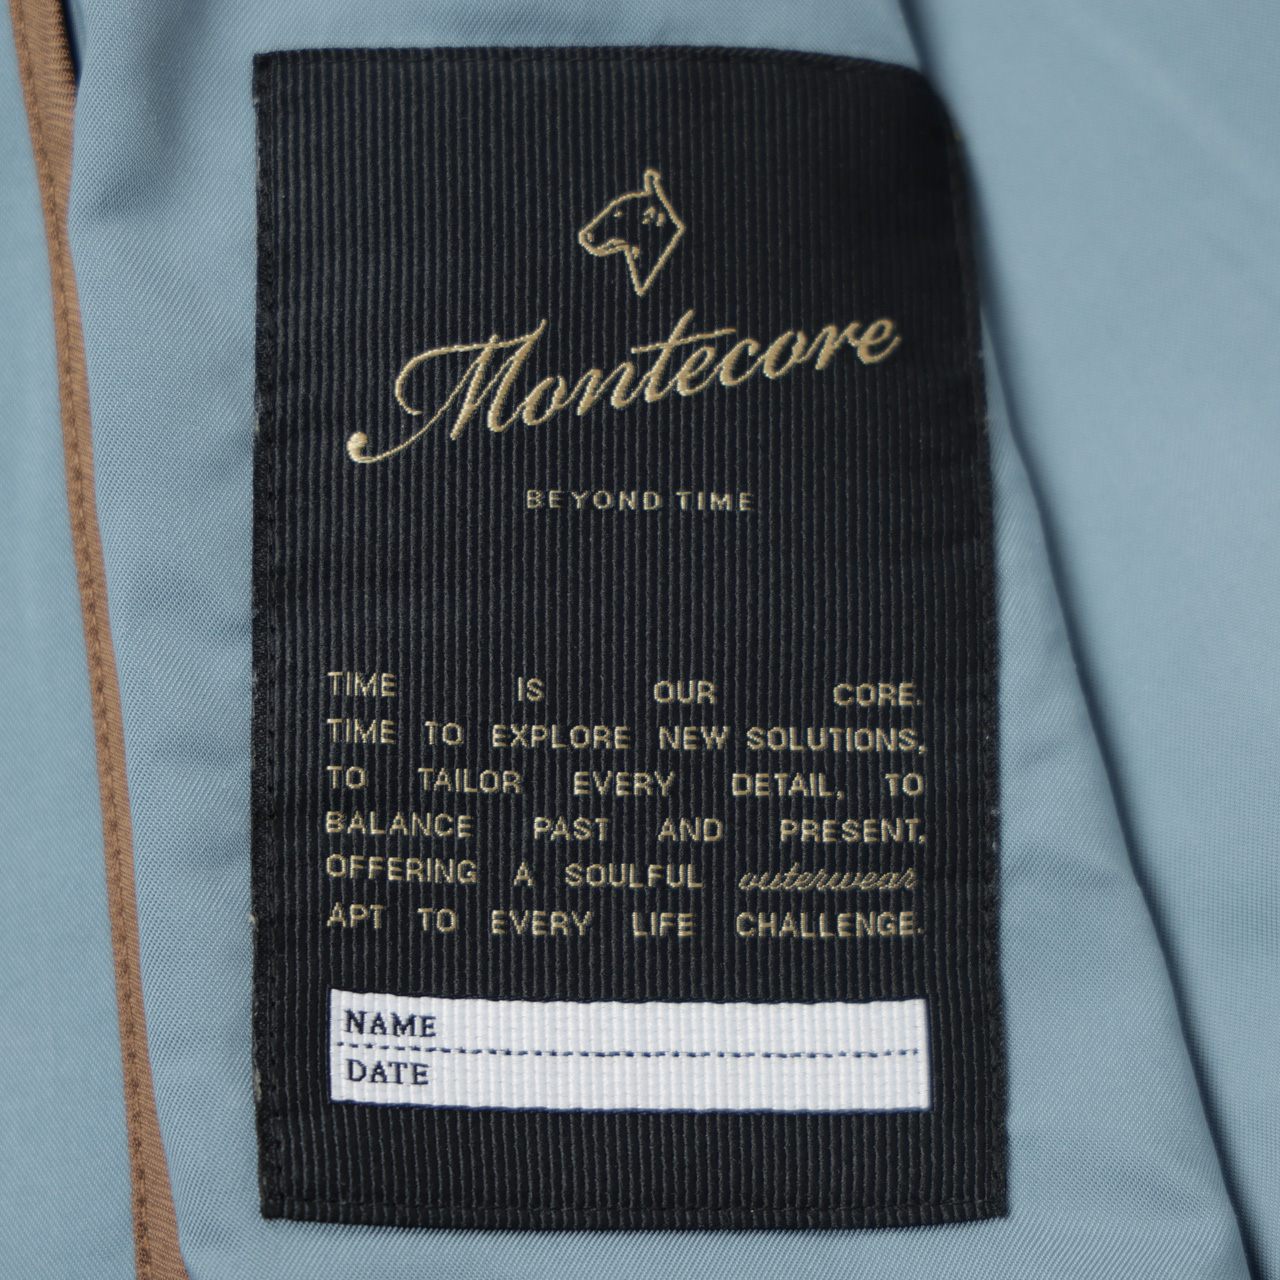 Montecore
BEYOND TIME
TIME IS OUR CORE.
TIME TO EXPLORE NEW SOLUTIONS,
TO TAILOR EVERY DETAIL, TO
BALANCE PAST AND PRESENT,
OFFERING A SOULFUL outerwear
APT TO EVERY LIFE CHALLENGE.
NAME
DATE